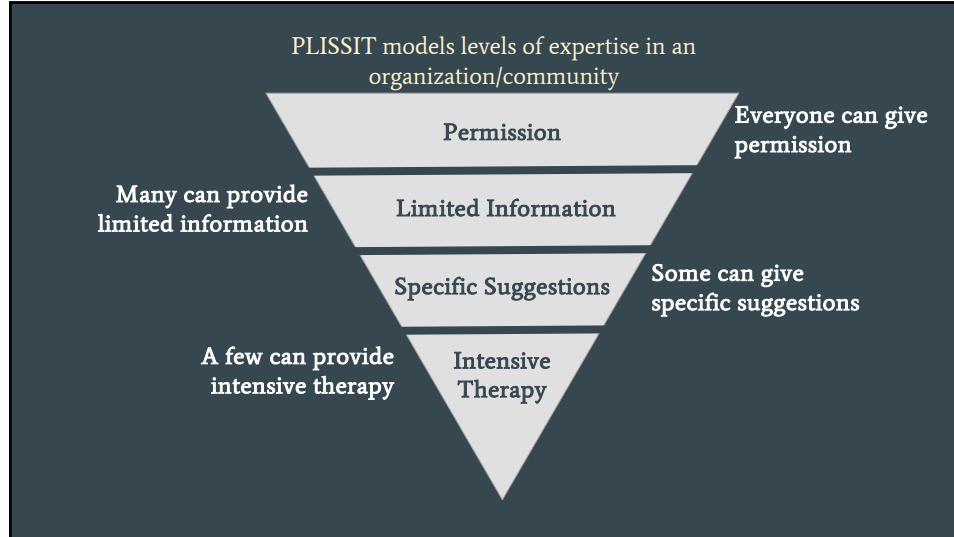 PLISSIT models levels of expertise in an
organization/community
Permission
Everyone can give
permission
Many can provide
limited information
Limited Information
Specific Suggestions
Some can give
specific suggestions
A few can provide
intensive therapy
Intensive
Therapy